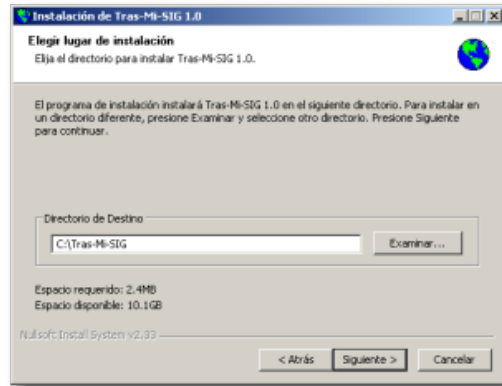 Instalación de Tras-Mi-SIG 1.0
Elegir lugar de instalación
Elija el directorio para instalar Tras-Mi-SIG 1.0.
El programa de instalación instalará Tras-Mi-SIG 1.0 en el siguiente directorio. Para instalar en
un directorio diferente, presione Examinar y seleccione otro directorio. Presione Siguiente
para continuar.
Directorio de Destino
C:\Tras-Mi-SIG
Examinar...
Espacio requerido: 2.4MB
Espacio disponible: 10.1GB
Nullsoft Install System v2.33
< Atrás
Siguiente >
Cancelar